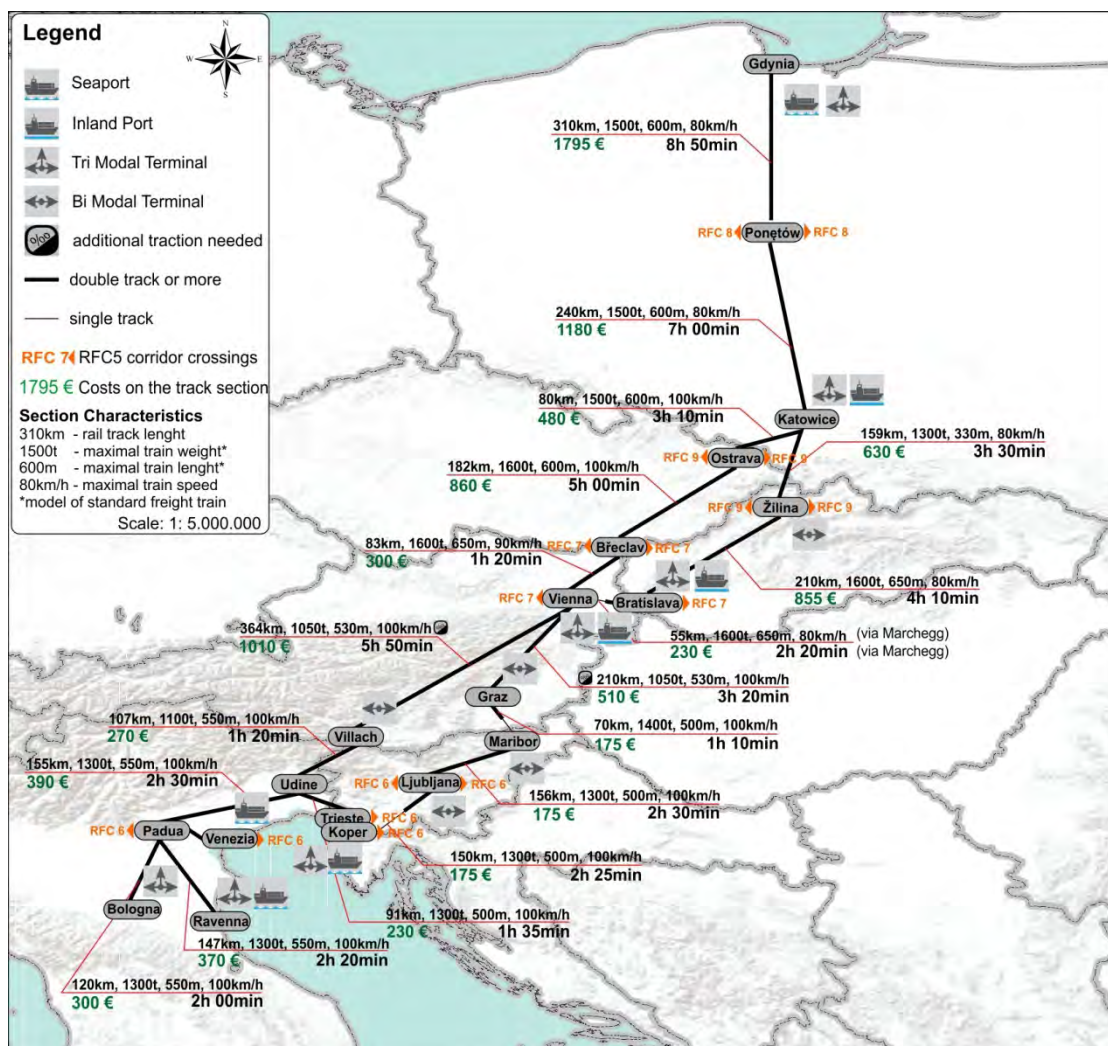 Legend
N
W E
S
Seaport
Inland Port
Tri Modal Terminal
Bi Modal Terminal
0/00 additional traction needed
double track or more
single track
RFC 7 RFC5 corridor crossings
1795 € Costs on the track section
Section Characteristics
310km - rail track lenght
1500t - maximal train weight*
600m - maximal train lenght*
80km/h - maximal train speed
*model of standard freight train
Scale: 1: 5.000.000
Gdynia
310km, 1500t, 600m, 80km/h
1795 € 8h 50min
RFC 8 Ponętów RFC 8
240km, 1500t, 600m, 80km/h
1180 € 7h 00min
80km, 1500t, 600m, 100km/h
480 € 3h 10min
Katowice
159km, 1300t, 330m, 80km/h
630 € 3h 30min
RFC 9 Ostrava RFC 9
182km, 1600t, 600m, 100km/h
860 € 5h 00min
RFC 9 Žilina RFC 9
83km, 1600t, 650m, 90km/h
300 € 1h 20min
RFC 7 Břeclav RFC 7
210km, 1600t, 650m, 80km/h
855 € 4h 10min
RFC 7 Vienna
Bratislava RFC 7
364km, 1050t, 530m, 100km/h
1010 € 5h 50min
55km, 1600t, 650m, 80km/h (via Marchegg)
230 € 2h 20min (via Marchegg)
210km, 1050t, 530m, 100km/h
510 € 3h 20min
Graz
107km, 1100t, 550m, 100km/h
270 € 1h 20min
Villach
70km, 1400t, 500m, 100km/h
175 € 1h 10min
Maribor
155km, 1300t, 550m, 100km/h
390 € 2h 30min
Udine
RFC 6 Ljubljana RFC 6
156km, 1300t, 500m, 100km/h
175 € 2h 30min
Trieste RFC 6
RFC 6 Padua
Venezia RFC 6
Koper RFC 6
150km, 1300t, 500m, 100km/h
175 € 2h 25min
Bologna
Ravenna
91km, 1300t, 500m, 100km/h
230 € 1h 35min
147km, 1300t, 550m, 100km/h
370 € 2h 20min
120km, 1300t, 550m, 100km/h
300 € 2h 00min